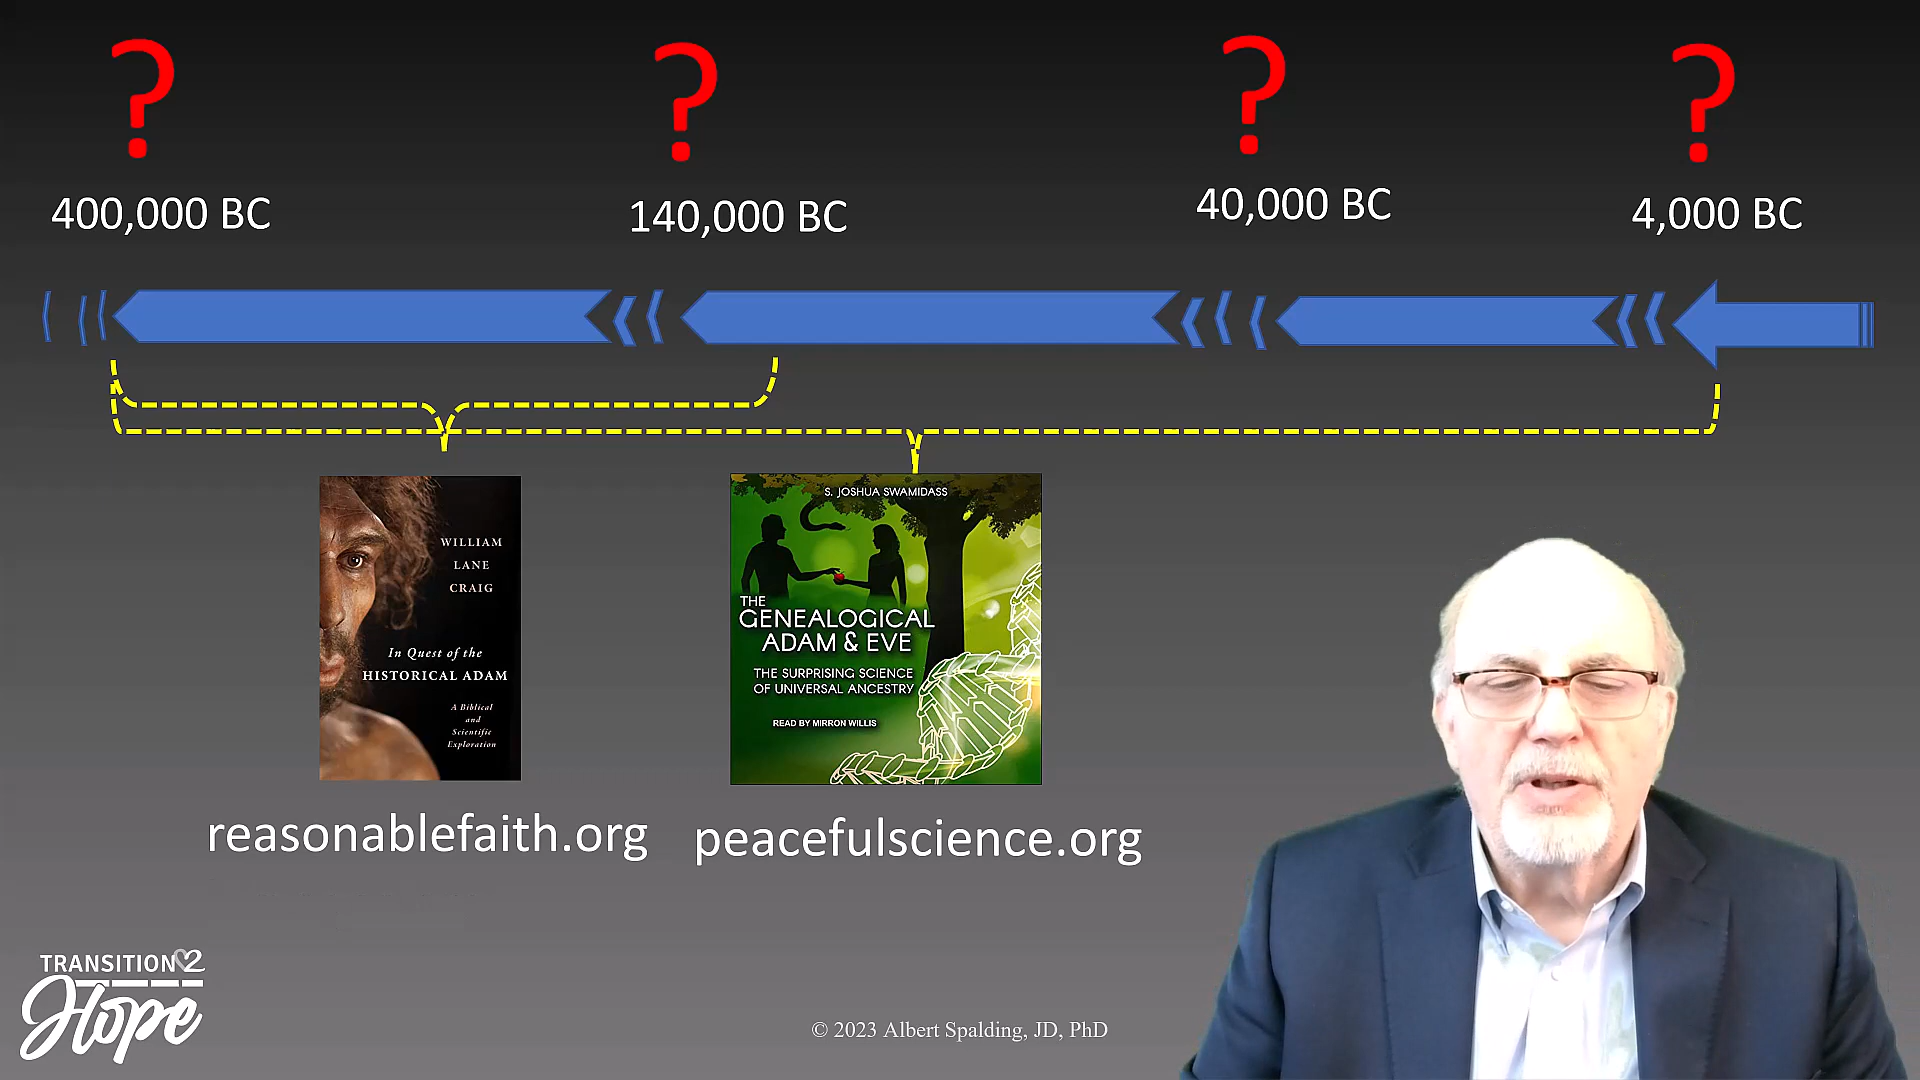 ? ? ? ?
400,000 BC 140,000 BC 40,000 BC 4,000 BC
WILLIAM
LANE
CRAIG
In Quest of the
HISTORICAL ADAM
A Biblical
and
Scientific
Exploration
S. JOSHUA SWAMIDASS
THE
GENEALOGICAL
ADAM & EVE
THE SURPRISING SCIENCE
OF UNIVERSAL ANCESTRY
READ BY MIRRON WILLIS
reasonablefaith.org peacefulscience.org
TRANSITION 2
Hope
© 2023 Albert Spalding, JD, PhD